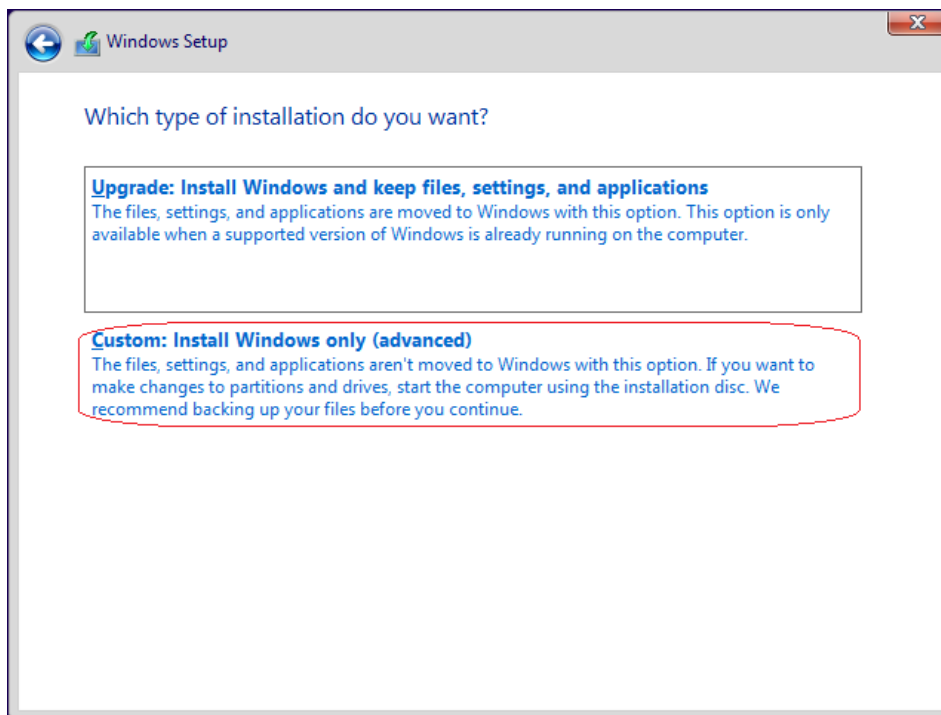 Windows Setup
Which type of installation do you want?
Upgrade: Install Windows and keep files, settings, and applications
The files, settings, and applications are moved to Windows with this option. This option is only
available when a supported version of Windows is already running on the computer.
Custom: Install Windows only (advanced)
The files, settings, and applications aren't moved to Windows with this option. If you want to
make changes to partitions and drives, start the computer using the installation disc. We
recommend backing up your files before you continue.